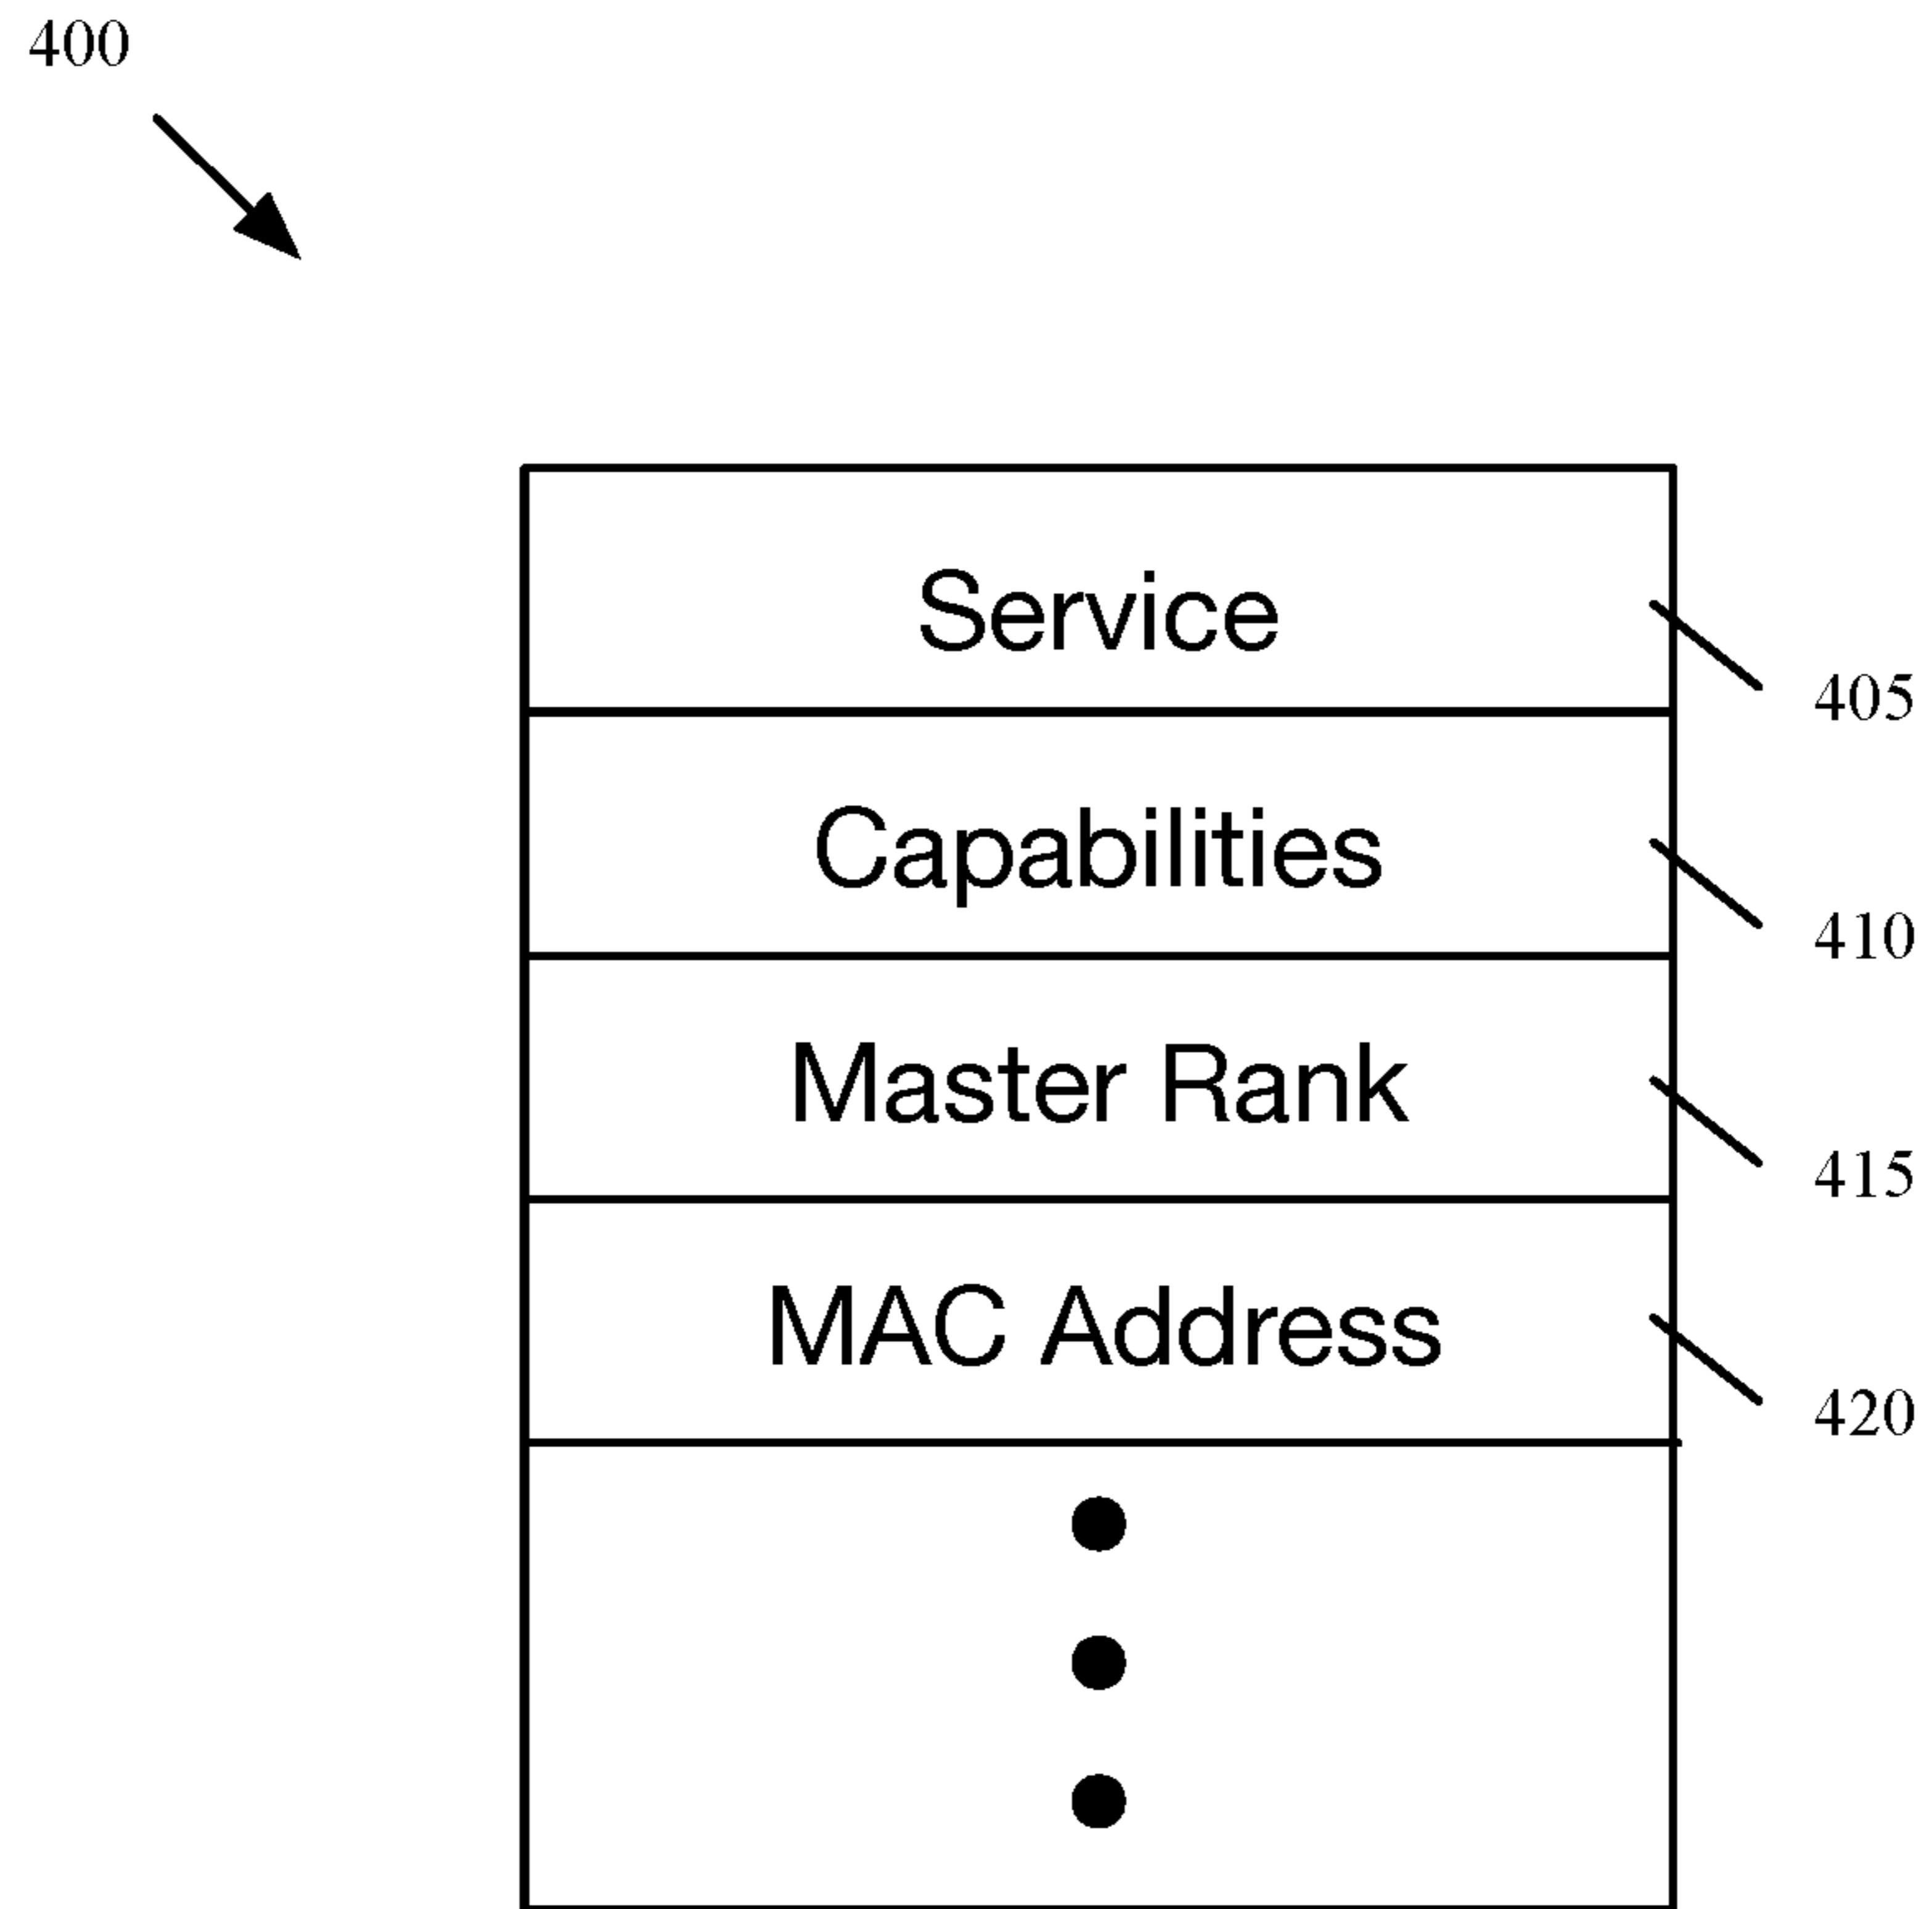 400
Service
405
Capabilities
410
Master Rank
415
MAC Address
420